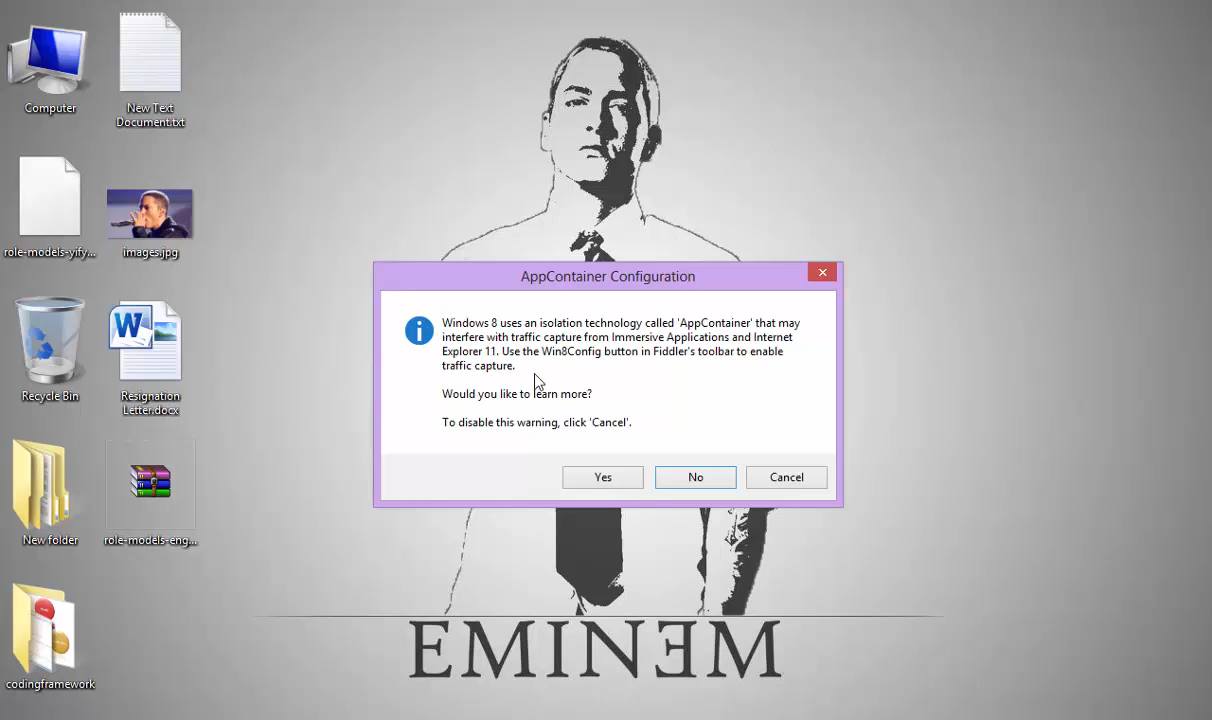 Computer
New Text
Document.txt
role-models-yify...
images.jpg
Recycle Bin
Resignation
Letter.docx
New folder
role-models-eng...
codingframework
AppContainer Configuration
Windows 8 uses an isolation technology called 'AppContainer' that may
interfere with traffic capture from Immersive Applications and Internet
Explorer 11. Use the Win8Config button in Fiddler's toolbar to enable
traffic capture.
Would you like to learn more?
To disable this warning, click 'Cancel'.
Yes
No
Cancel
EMINƎM